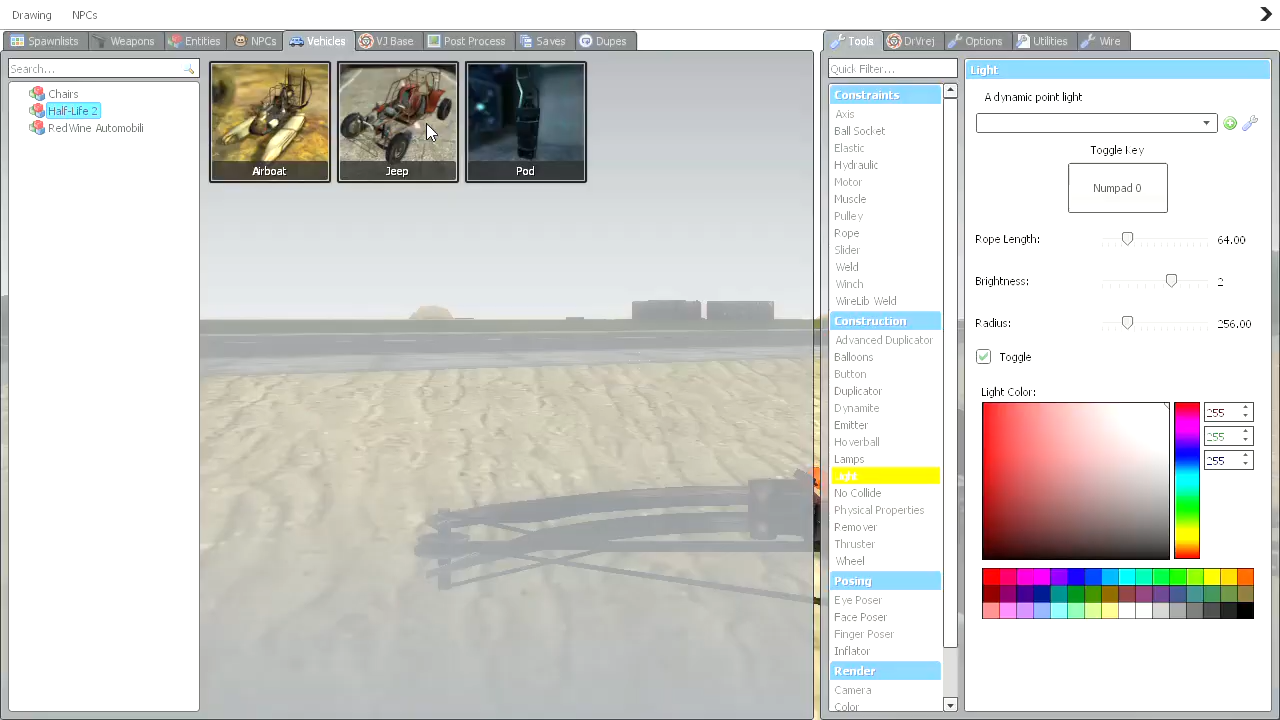 Drawing NPCs
Spawnlists Weapons Entities NPCs Vehicles VJ Base Post Process Saves Dupes
Tools DrVrej Options Utilities Wire
Search...
Chairs
Half-Life 2
RedWine Automobili
Airboat
Jeep
Pod
Quick Filter...
Constraints
Axis
Ball Socket
Elastic
Hydraulic
Motor
Muscle
Pulley
Rope
Slider
Weld
Winch
WireLib Weld
Construction
Advanced Duplicator
Balloons
Button
Duplicator
Dynamite
Emitter
Hoverball
Lamps
Light
No Collide
Physical Properties
Remover
Thruster
Wheel
Posing
Eye Poser
Face Poser
Finger Poser
Inflator
Render
Camera
Color
Light
A dynamic point light
Toggle Key
Numpad 0
Rope Length: 64.00
Brightness: 2
Radius: 256.00
Toggle
Light Color:
255
255
255